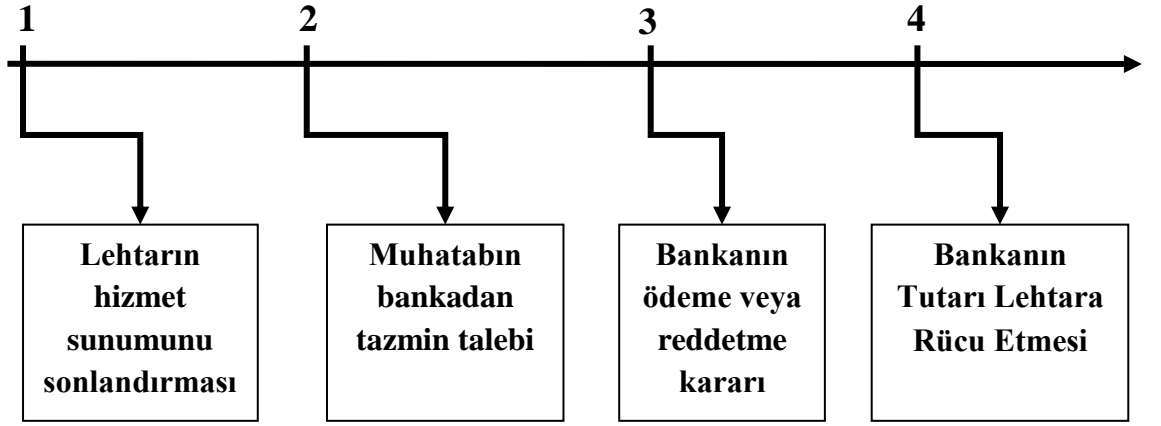 1 2 3 4
Lehtarın
hizmet
sunumunu
sonlandırması
Muhatabın
bankadan
tazmin talebi
Bankanın
ödeme veya
reddetme
kararı
Bankanın
Tutarı Lehtara
Rücu Etmesi